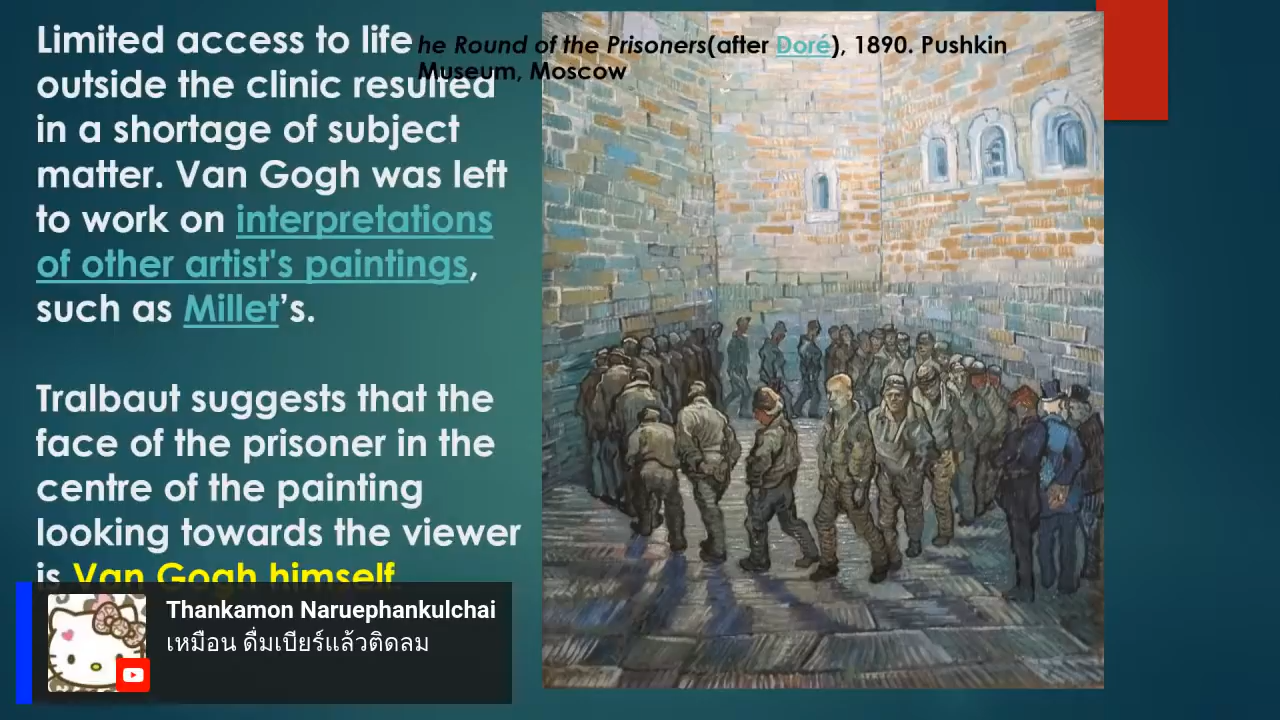 Limited access to life
outside the clinic resulted
in a shortage of subject
matter. Van Gogh was left
to work on interpretations
of other artist's paintings,
such as Millet’s.
he Round of the Prisoners(after Doré), 1890. Pushkin
Museum, Moscow
Tralbaut suggests that the
face of the prisoner in the
centre of the painting
looking towards the viewer
is Van Gogh himself.
Thankamon Naruephankulchai
เหมือน ดื่มเบียร์แล้วติดลม